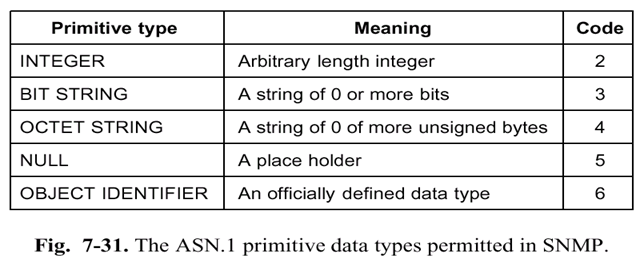 Primitive type Meaning Code
INTEGER Arbitrary length integer 2
BIT STRING A string of 0 or more bits 3
OCTET STRING A string of 0 of more unsigned bytes 4
NULL A place holder 5
OBJECT IDENTIFIER An officially defined data type 6
Fig. 7-31. The ASN.1 primitive data types permitted in SNMP.